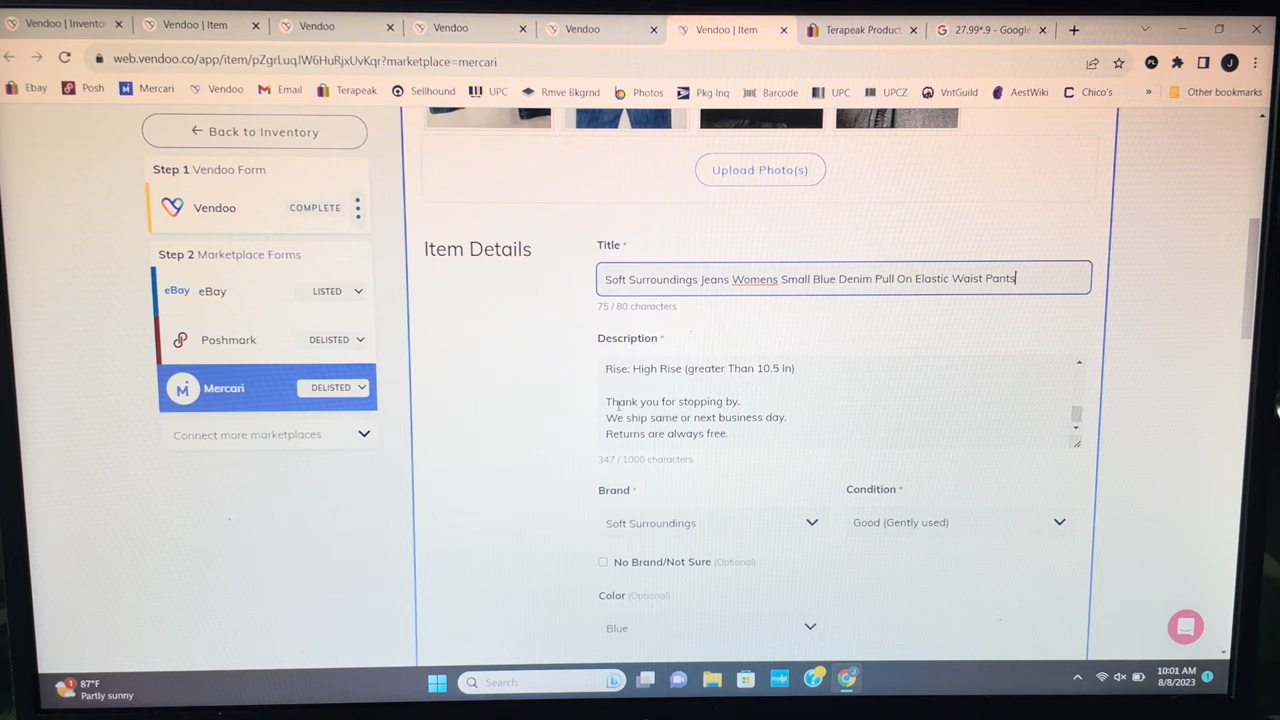 Vendoo | Invento
Vendoo | Item
Vendoo
Vendoo
Vendoo
Vendoo | Item
Terapeak Product
27.99*.9 - Google
web.vendoo.co/app/item/pZgrLuqJW6HuRjxUvKqr?marketplace=mercari
PL
J
Ebay
Posh
Mercari
Vendoo
Email
Terapeak
Sellhound
UPC
Rmve Bkgrnd
Photos
Pkg Inq
Barcode
UPC
UPCZ
VntGuild
AestWiki
Chico's
»
Other bookmarks
← Back to Inventory
Step 1 Vendoo Form
Vendoo
COMPLETE
Step 2 Marketplace Forms
eBay eBay
LISTED
Poshmark
DELISTED
Mercari
DELISTED
Connect more marketplaces
Upload Photo(s)
Item Details
Title *
Soft Surroundings Jeans Womens Small Blue Denim Pull On Elastic Waist Pants
75 / 80 characters
Description *
Rise: High Rise (greater Than 10.5 In)
Thank you for stopping by.
We ship same or next business day.
Returns are always free.
347 / 1000 characters
Brand *
Condition *
Soft Surroundings
Good (Gently used)
No Brand/Not Sure (Optional)
Color (Optional)
Blue
1
87°F
Partly sunny
Search
10:01 AM
8/8/2023
1